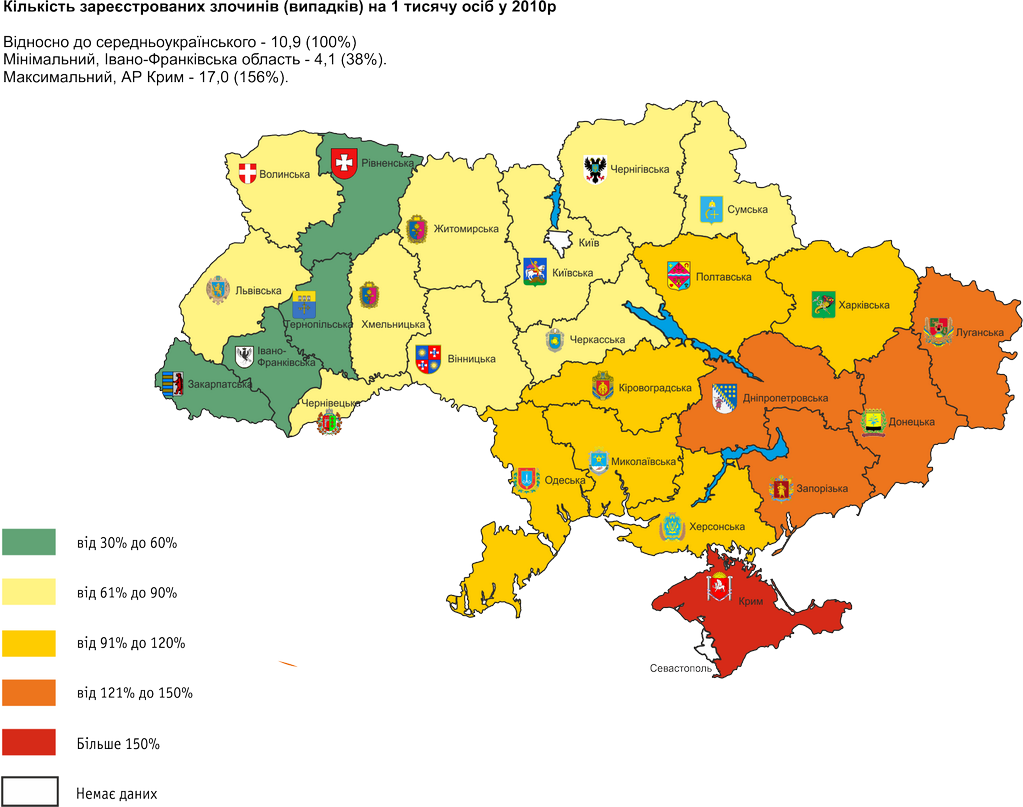 Кількість зареєстрованих злочинів (випадків) на 1 тисячу осіб у 2010р
Відносно до середньоукраїнського - 10,9 (100%)
Мінімальний, Івано-Франківська область - 4,1 (38%).
Максимальний, АР Крим - 17,0 (156%).
Волинська
Рівненська
Чернігівська
Сумська
Житомирська
Київ
Київська
Львівська
Тернопільська
Хмельницька
Полтавська
Харківська
Луганська
Черкасська
Вінницька
Івано-
Франківська
Закарпатська
Чернівецька
Кіровоградська
Дніпропетровська
Донецька
Миколаївська
Одеська
Запорізька
Херсонська
Крим
Севастополь
від 30% до 60%
від 61% до 90%
від 91% до 120%
від 121% до 150%
Більше 150%
Немає даних